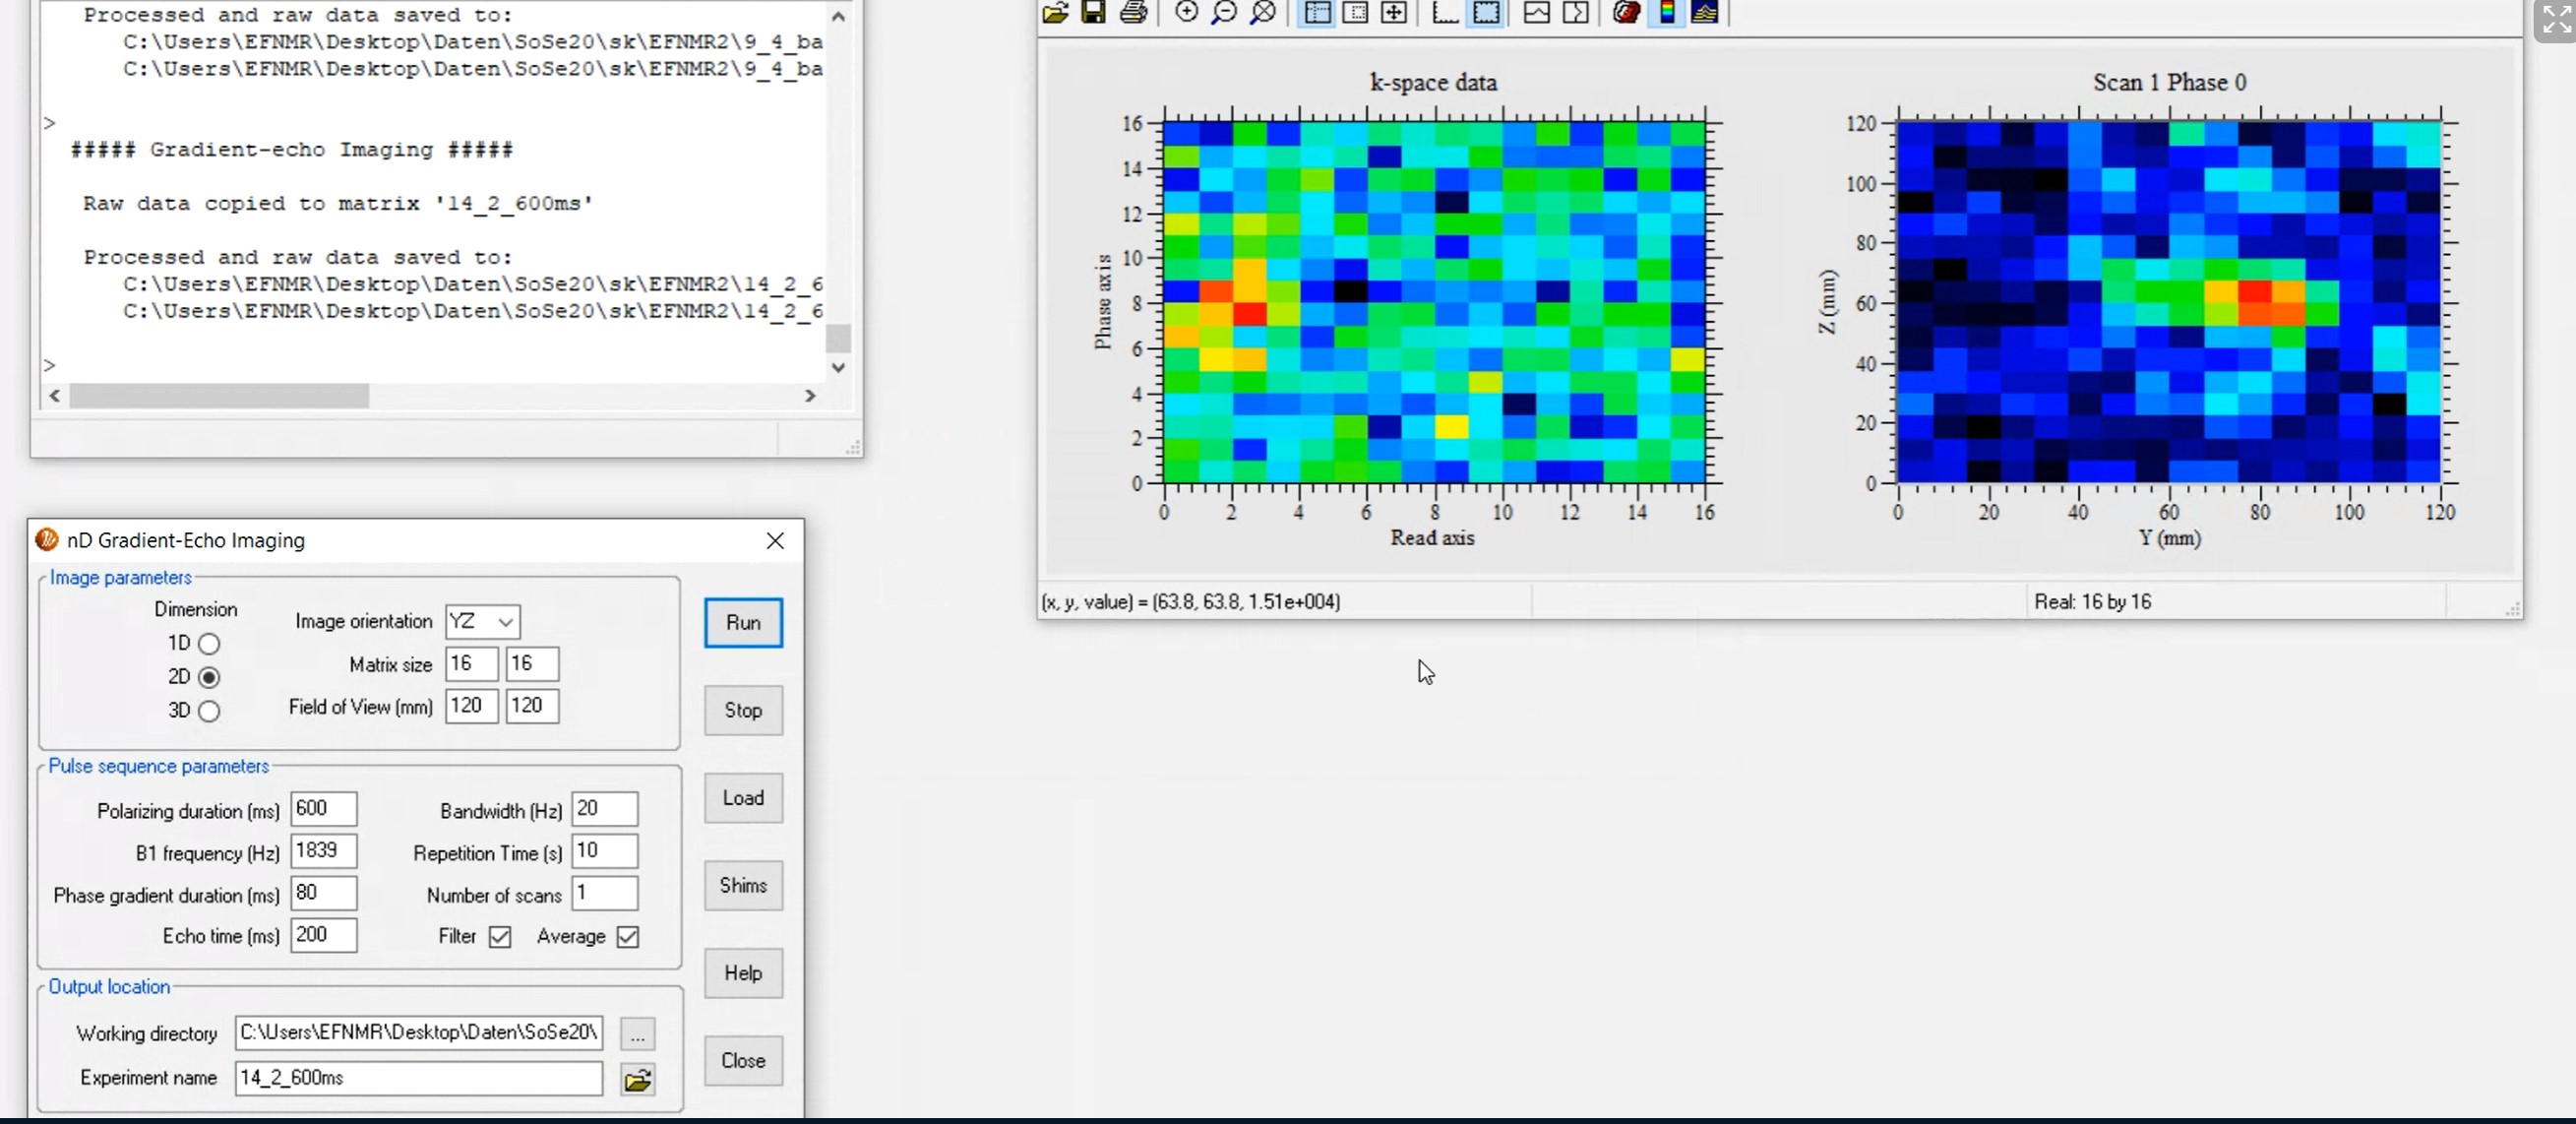 Processed and raw data saved to:
C:\Users\EFNMR\Desktop\Daten\SoSe20\sk\EFNMR2\9_4_ba
C:\Users\EFNMR\Desktop\Daten\SoSe20\sk\EFNMR2\9_4_ba
>
##### Gradient-echo Imaging #####
Raw data copied to matrix '14_2_600ms'
Processed and raw data saved to:
C:\Users\EFNMR\Desktop\Daten\SoSe20\sk\EFNMR2\14_2_6
C:\Users\EFNMR\Desktop\Daten\SoSe20\sk\EFNMR2\14_2_6
>
k-space data
16
14
12
10
8
6
4
2
0
Phase axis
0 2 4 6 8 10 12 14 16
Read axis
Scan 1 Phase 0
120
100
80
60
40
20
0
Z (mm)
0 20 40 60 80 100 120
Y (mm)
(x, y, value) = (63.8, 63.8, 1.51e+004)
Real: 16 by 16
nD Gradient-Echo Imaging
Image parameters
Dimension
1D
2D
3D
Image orientation YZ
Matrix size 16 16
Field of View (mm) 120 120
Pulse sequence parameters
Polarizing duration (ms) 600
B1 frequency (Hz) 1839
Phase gradient duration (ms) 80
Echo time (ms) 200
Bandwidth (Hz) 20
Repetition Time (s) 10
Number of scans 1
Filter Average
Output location
Working directory C:\Users\EFNMR\Desktop\Daten\SoSe20\ ...
Experiment name 14_2_600ms
Run
Stop
Load
Shims
Help
Close